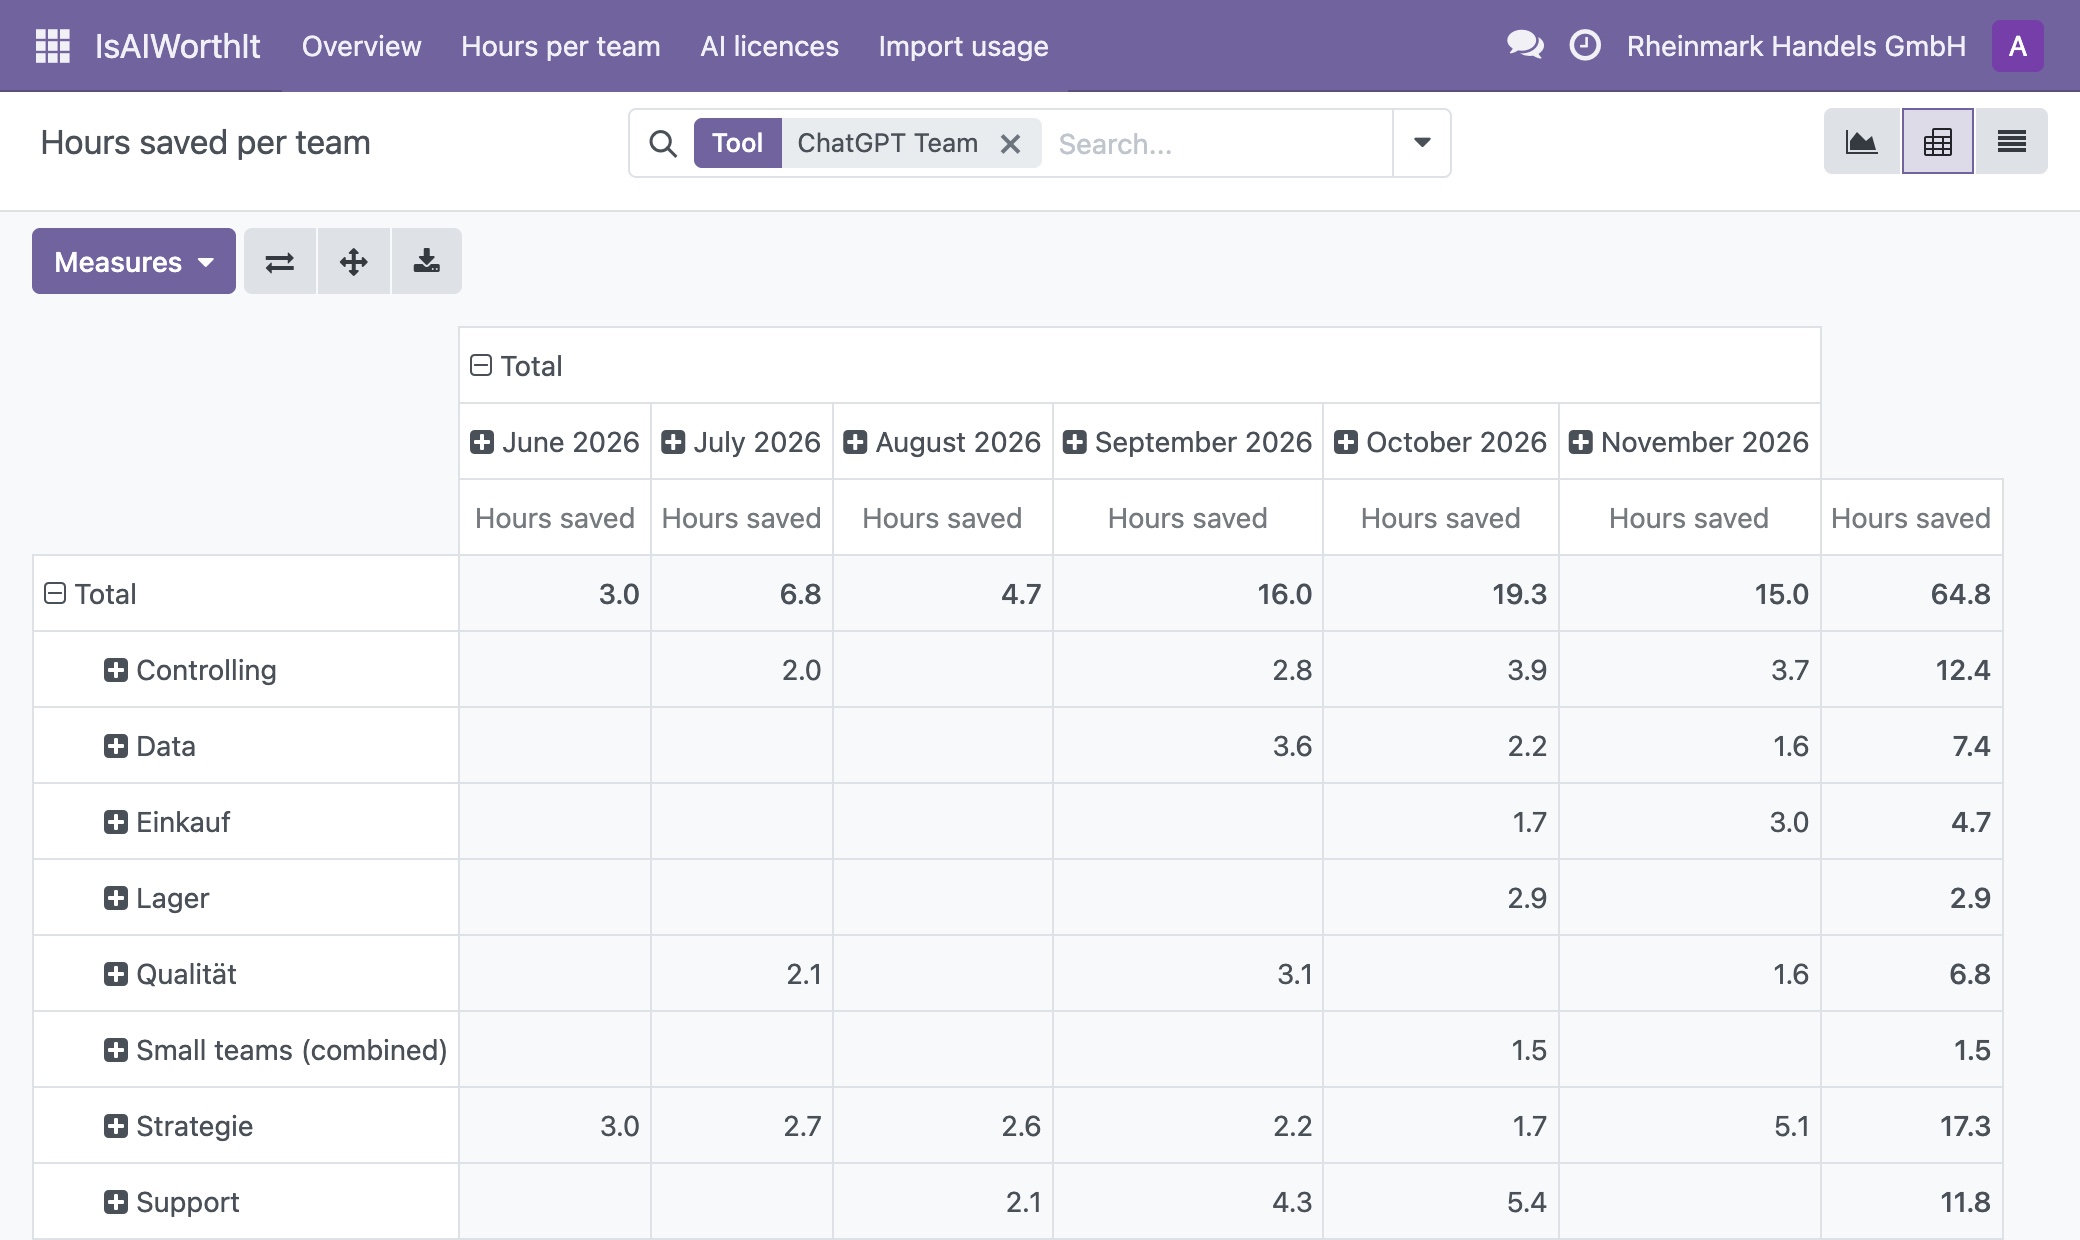 IsAIWorthIt Overview Hours per team AI licences Import usage Rheinmark Handels GmbH A
Hours saved per team Tool ChatGPT Team Search...
Measures
Total
June 2026 July 2026 August 2026 September 2026 October 2026 November 2026
Hours saved Hours saved Hours saved Hours saved Hours saved Hours saved Hours saved
Total 3.0 6.8 4.7 16.0 19.3 15.0 64.8
Controlling 2.0 2.8 3.9 3.7 12.4
Data 3.6 2.2 1.6 7.4
Einkauf 1.7 3.0 4.7
Lager 2.9 2.9
Qualität 2.1 3.1 1.6 6.8
Small teams (combined) 1.5 1.5
Strategie 3.0 2.7 2.6 2.2 1.7 5.1 17.3
Support 2.1 4.3 5.4 11.8